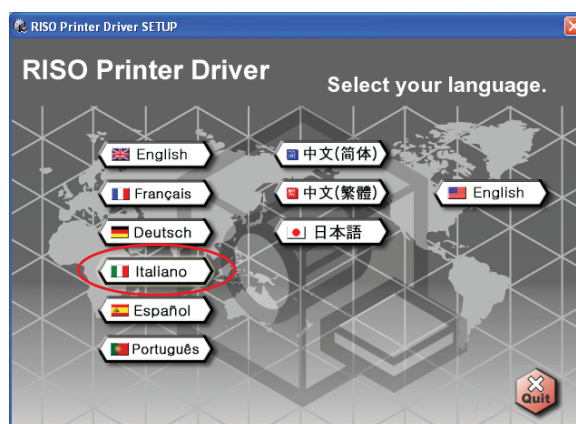 RISO Printer Driver SETUP
RISO Printer Driver
Select your language.
English
Français
Deutsch
Italiano
Español
Português
中文(简体)
中文(繁體)
日本語
English
Quit